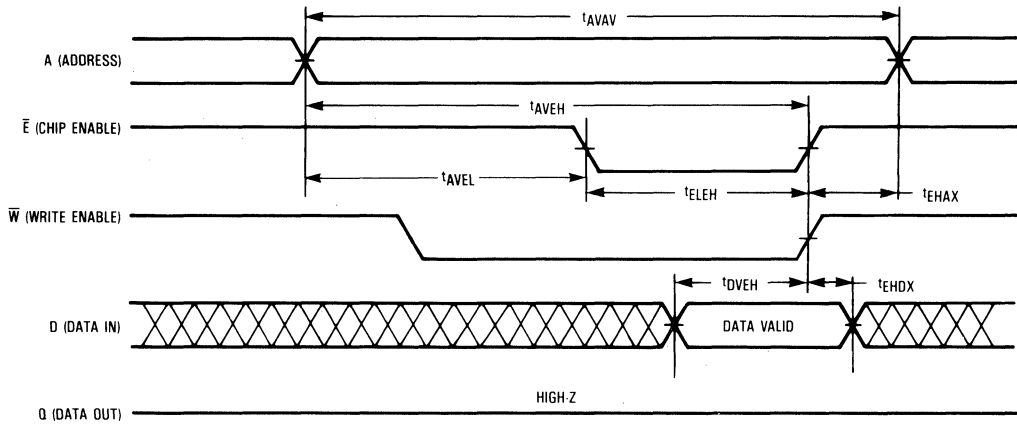 tAVAV
A (ADDRESS)
tAVEH
E̅ (CHIP ENABLE)
tAVEL
tELEH
tEHAX
W̅ (WRITE ENABLE)
tDVEH
tEHDX
D (DATA IN)
DATA VALID
HIGH-Z
Q (DATA OUT)